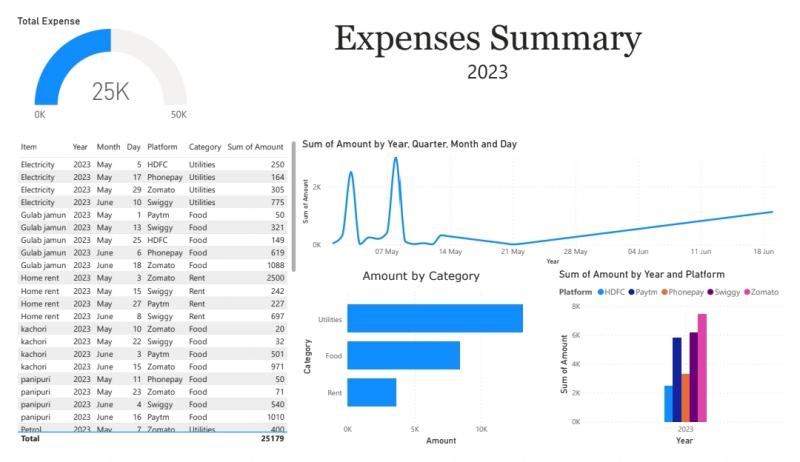 Total Expense
25K
0K 50K
Expenses Summary
2023
Item Year Month Day Platform Category Sum of Amount
Electricity 2023 May 5 HDFC Utilities 250
Electricity 2023 May 17 Phonepay Utilities 164
Electricity 2023 May 29 Zomato Utilities 305
Electricity 2023 June 10 Swiggy Utilities 775
Gulab jamun 2023 May 1 Paytm Food 50
Gulab jamun 2023 May 13 Swiggy Food 321
Gulab jamun 2023 May 25 HDFC Food 149
Gulab jamun 2023 June 6 Phonepay Food 619
Gulab jamun 2023 June 18 Zomato Food 1088
Home rent 2023 May 3 Zomato Rent 2500
Home rent 2023 May 15 Swiggy Rent 242
Home rent 2023 May 27 Paytm Rent 227
Home rent 2023 June 8 Swiggy Rent 697
kachori 2023 May 10 Zomato Food 20
kachori 2023 May 22 Swiggy Food 32
kachori 2023 June 3 Paytm Food 501
kachori 2023 June 15 Zomato Food 971
panipuri 2023 May 11 Phonepay Food 50
panipuri 2023 May 23 Zomato Food 71
panipuri 2023 June 4 Swiggy Food 540
panipuri 2023 June 16 Paytm Food 1010
Petrol 2023 May 7 Zomato Utilities 400
Total 25179
Sum of Amount by Year, Quarter, Month and Day
Sum of Amount
2K
0K
07 May 14 May 21 May 28 May 04 Jun 11 Jun 18 Jun
Year
Amount by Category
Category
Utilities
Food
Rent
0K 5K 10K
Amount
Sum of Amount by Year and Platform
Platform HDFC Paytm Phonepay Swiggy Zomato
Sum of Amount
8K
6K
4K
2K
0K
2023
Year